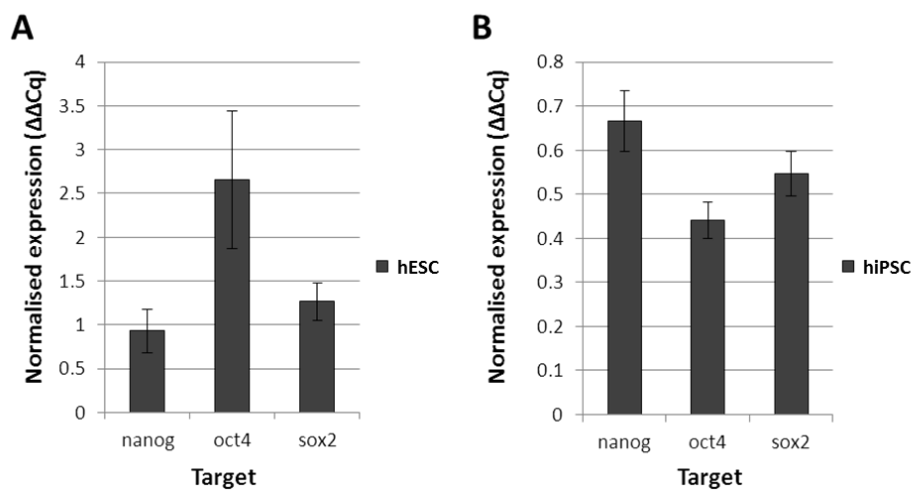 A
Normalised expression (ΔΔCq)
4
3.5
3
2.5
2
1.5
1
0.5
0
nanog oct4 sox2
Target
hESC
B
Normalised expression (ΔΔCq)
0.8
0.7
0.6
0.5
0.4
0.3
0.2
0.1
0
nanog oct4 sox2
Target
hiPSC